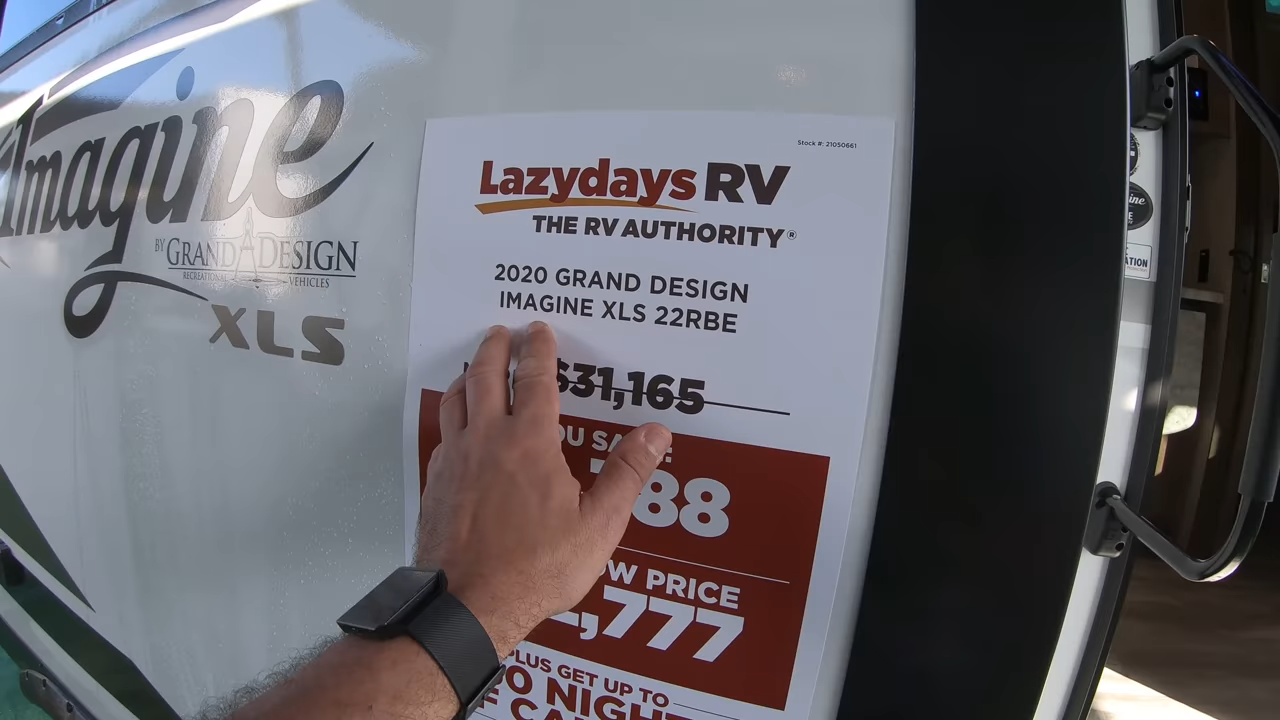 Imagine
BY GRAND DESIGN
RECREATIONAL VEHICLES
XLS
Stock #: 21050661
Lazydays RV
THE RV AUTHORITY®
2020 GRAND DESIGN
IMAGINE XLS 22RBE
$31,165
88
PRICE
,777
PLUS GET UP TO